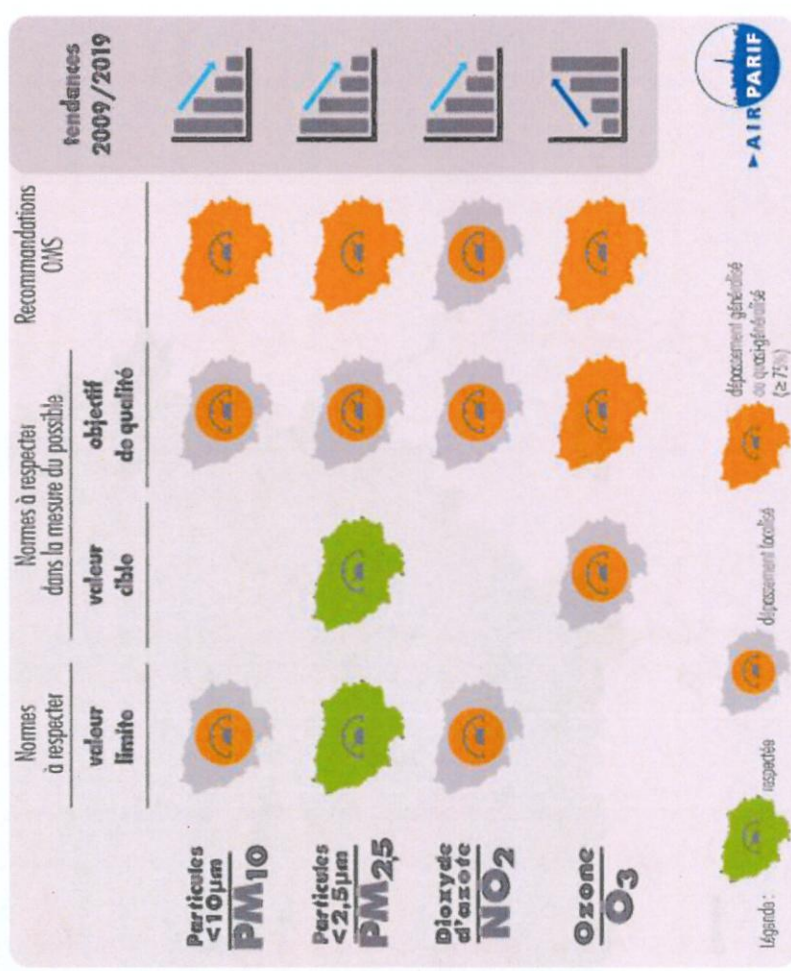 Normes
à respecter
Normes à respecter
dans la mesure du possible
Recommandations
OMS
tendances
2009/2019
valeur
limite
valeur
cible
objectif
de qualité
Particules
<10µm
PM10
Particules
<2,5µm
PM2,5
Dioxyde
d'azote
NO2
Ozone
O3
Légende :
respectée
dépassement localisé
dépassement généralisé
ou quasi-généralisé
(≥ 75%)
AIRPARIF